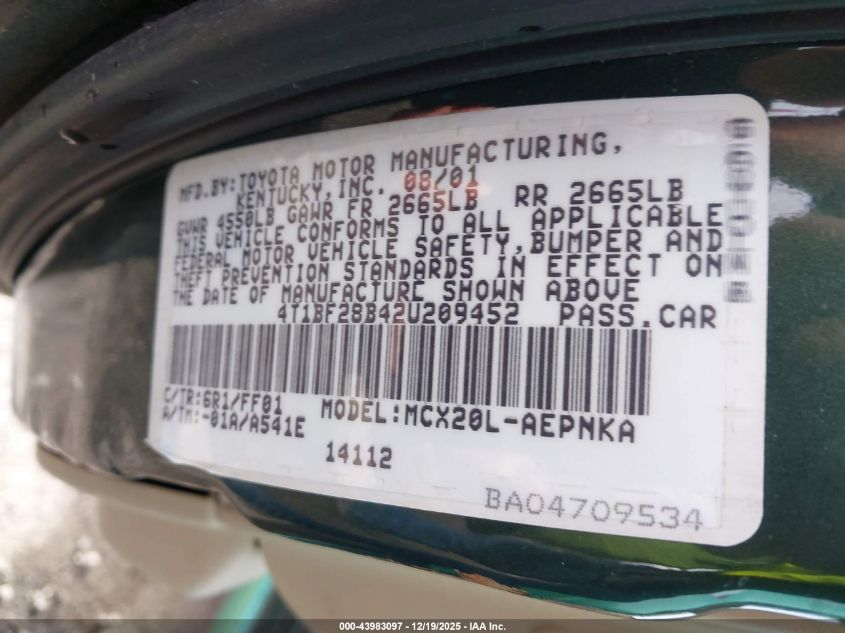 MFD.BY:TOYOTA MOTOR MANUFACTURING,
KENTUCKY,INC. 08/01
GVWR 4550LB GAWR FR 2665LB RR 2665LB
THIS VEHICLE CONFORMS TO ALL APPLICABLE
FEDERAL MOTOR VEHICLE SAFETY,BUMPER AND
THEFT PREVENTION STANDARDS IN EFFECT ON
THE DATE OF MANUFACTURE SHOWN ABOVE
4T1BF28B42U209452 PASS.CAR
C/TR:6R1/FF01
A/TM:-01A/A541E
MODEL:MCX20L-AEPNKA
14112
BA04709534
000-43983097 - 12/19/2025 - IAA Inc.